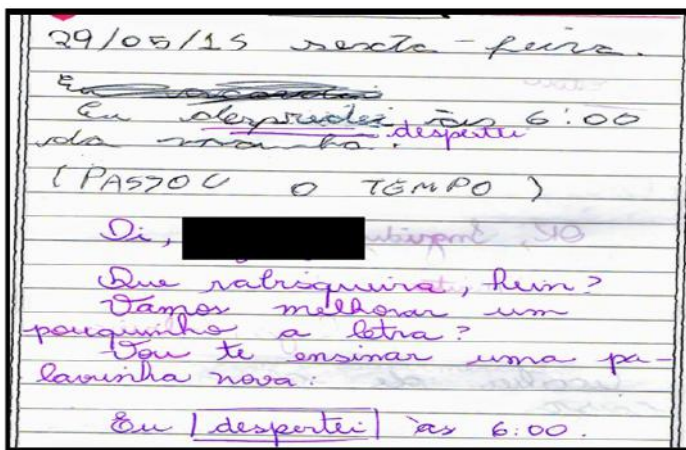 29/05/15 sexta-feira.
Eu
Eu despridei às 6:00
despertei
da manhã.
(PASSOU O TEMPO)
Oi,
Que rabisqueira, hein?
Vamos melhorar um
pouquinho a letra?
Vou te ensinar uma pa-
lavrinha nova:
Eu despertei às 6:00.